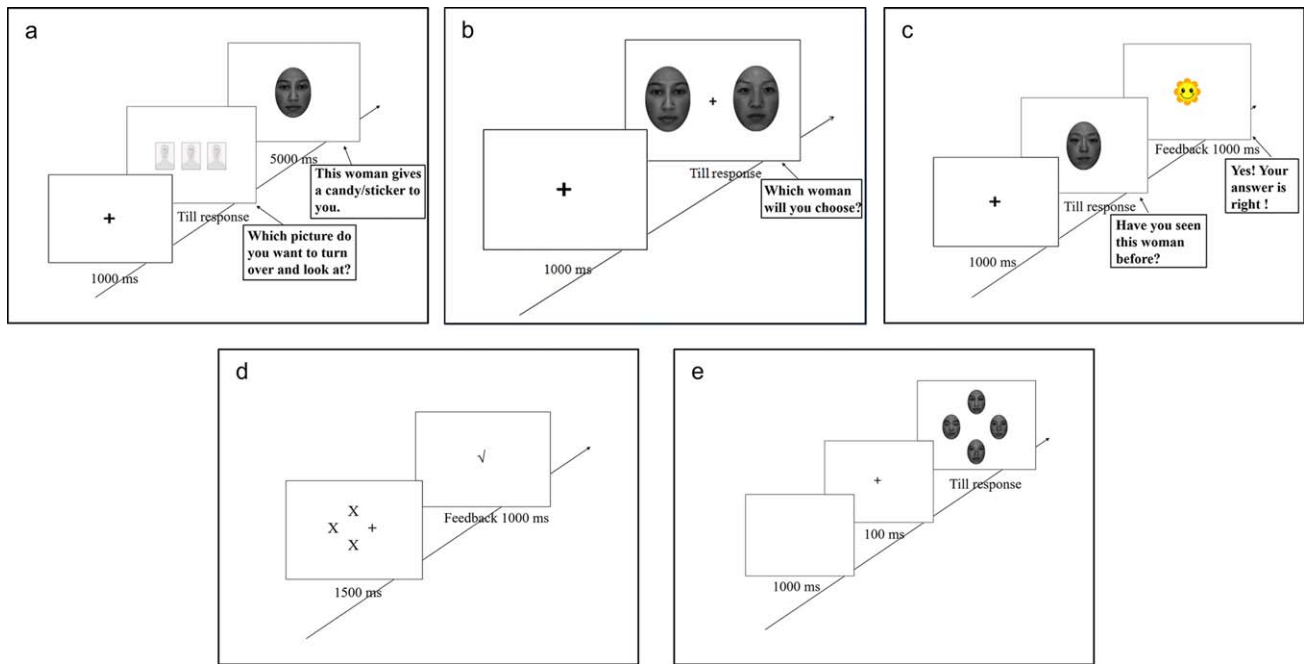 a
5000 ms
This woman gives
a candy/sticker to
you.
Till response
Which picture do
you want to turn
over and look at?
+
1000 ms
b
+
Till response
Which woman
will you choose?
+
1000 ms
c
Feedback 1000 ms
Yes! Your
answer is
right !
Till response
Have you seen
this woman
before?
+
1000 ms
d
√
Feedback 1000 ms
X
X +
X
1500 ms
e
Till response
+
100 ms
1000 ms